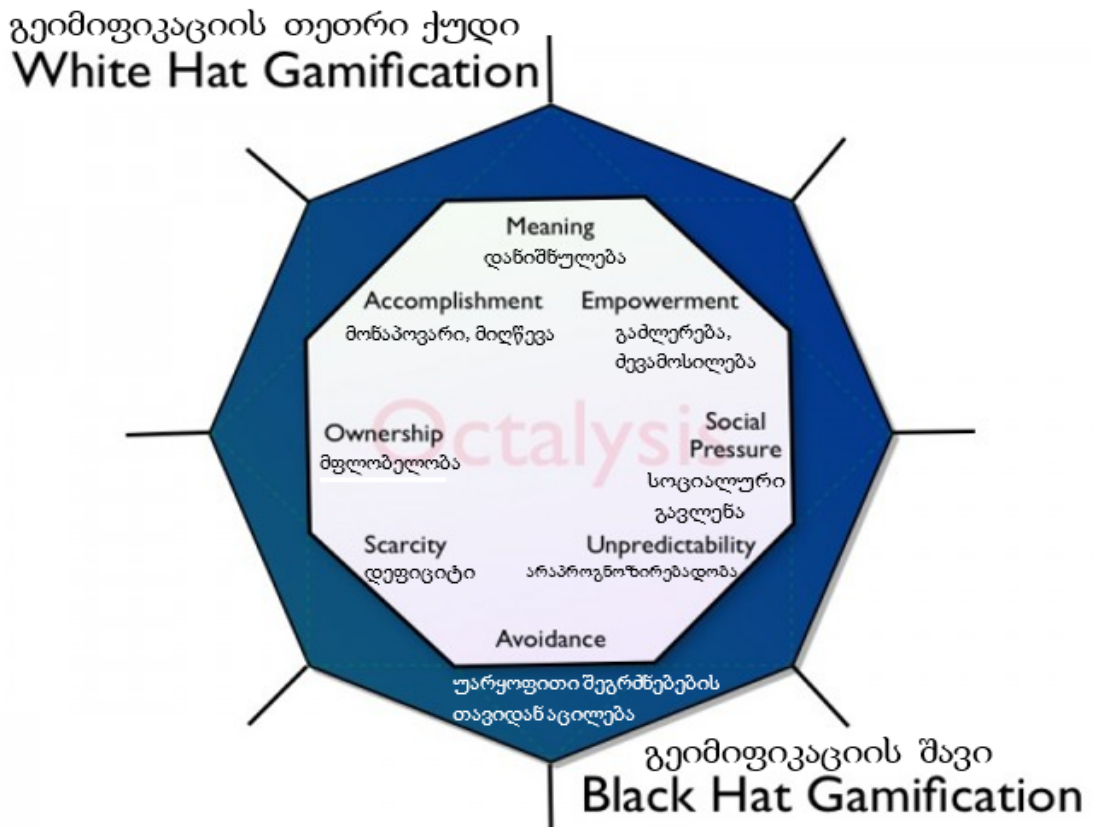 გეიმიფიკაციის თეთრი ქუდი
White Hat Gamification
Meaning
დანიშნულება
Accomplishment Empowerment
მონაპოვარი, მიღწევა გაძლერება,
ძევამოსილება
Octalysis
Ownership
მფლობელობა
Social
Pressure
სოციალური
გავლენა
Scarcity Unpredictability
დეფიციტი არაპროგნოზირებადობა
Avoidance
უარყოფითი შეგრძნებების
თავიდან აცილება
გეიმიფიკაციის შავი
Black Hat Gamification